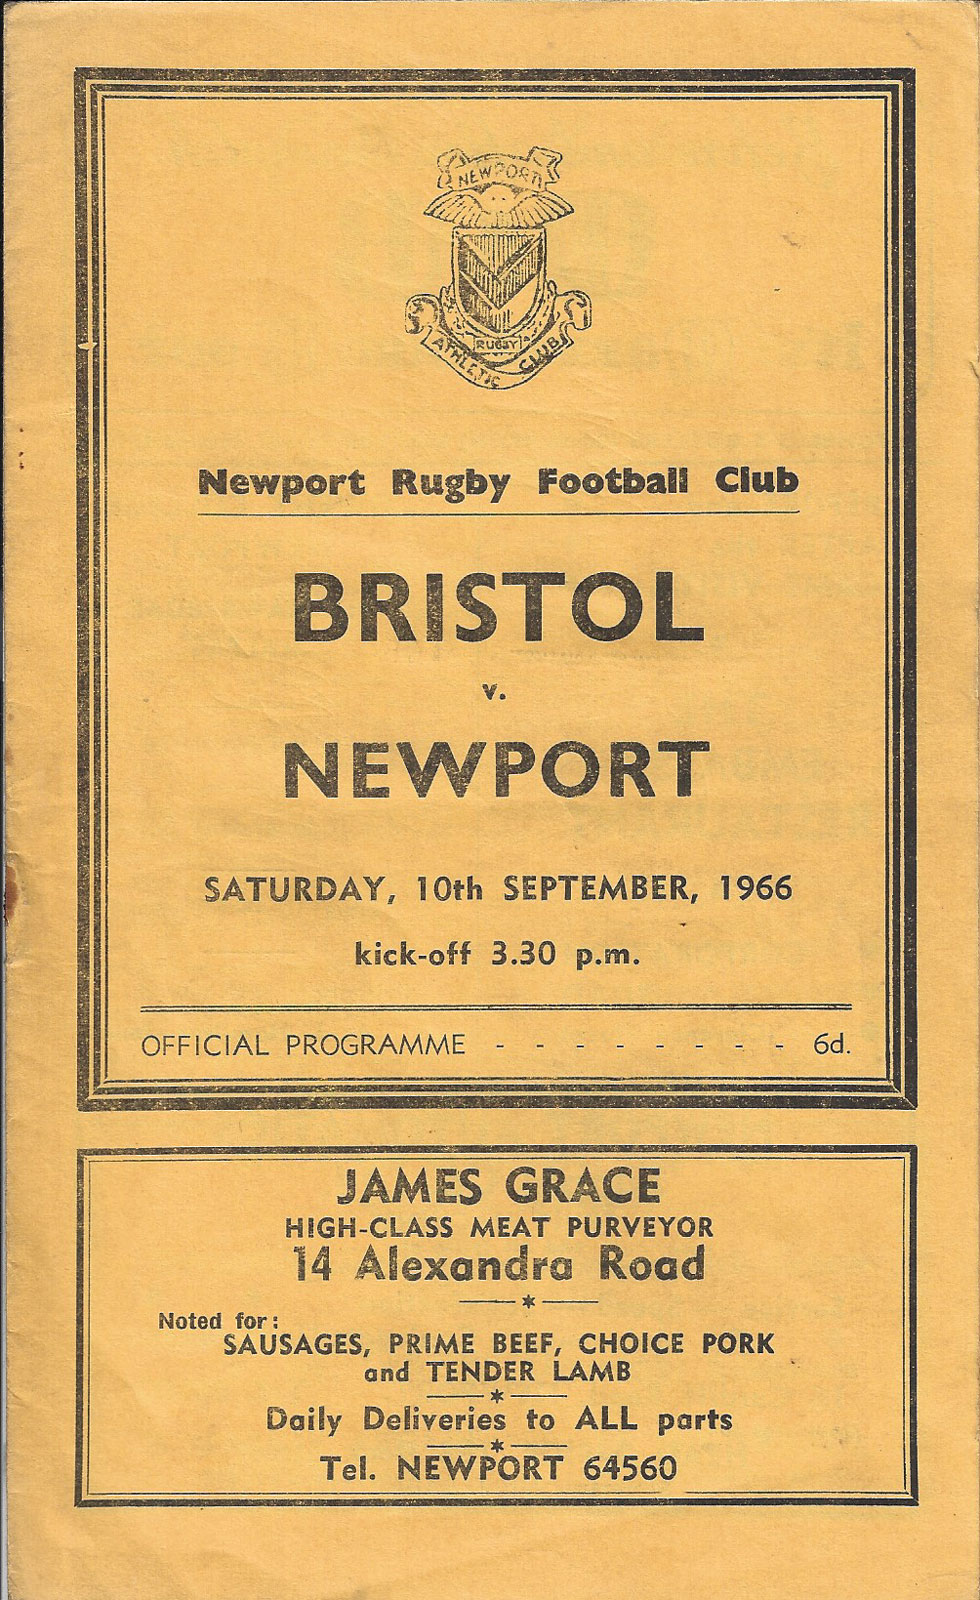 NEWPORT
RUGBY
ATHLETIC CLUB
Newport Rugby Football Club
BRISTOL
v.
NEWPORT
SATURDAY, 10th SEPTEMBER, 1966
kick-off 3.30 p.m.
OFFICIAL PROGRAMME - - - - - - - - 6d.
JAMES GRACE
HIGH-CLASS MEAT PURVEYOR
14 Alexandra Road
Noted for:
SAUSAGES, PRIME BEEF, CHOICE PORK
and TENDER LAMB
Daily Deliveries to ALL parts
Tel. NEWPORT 64560